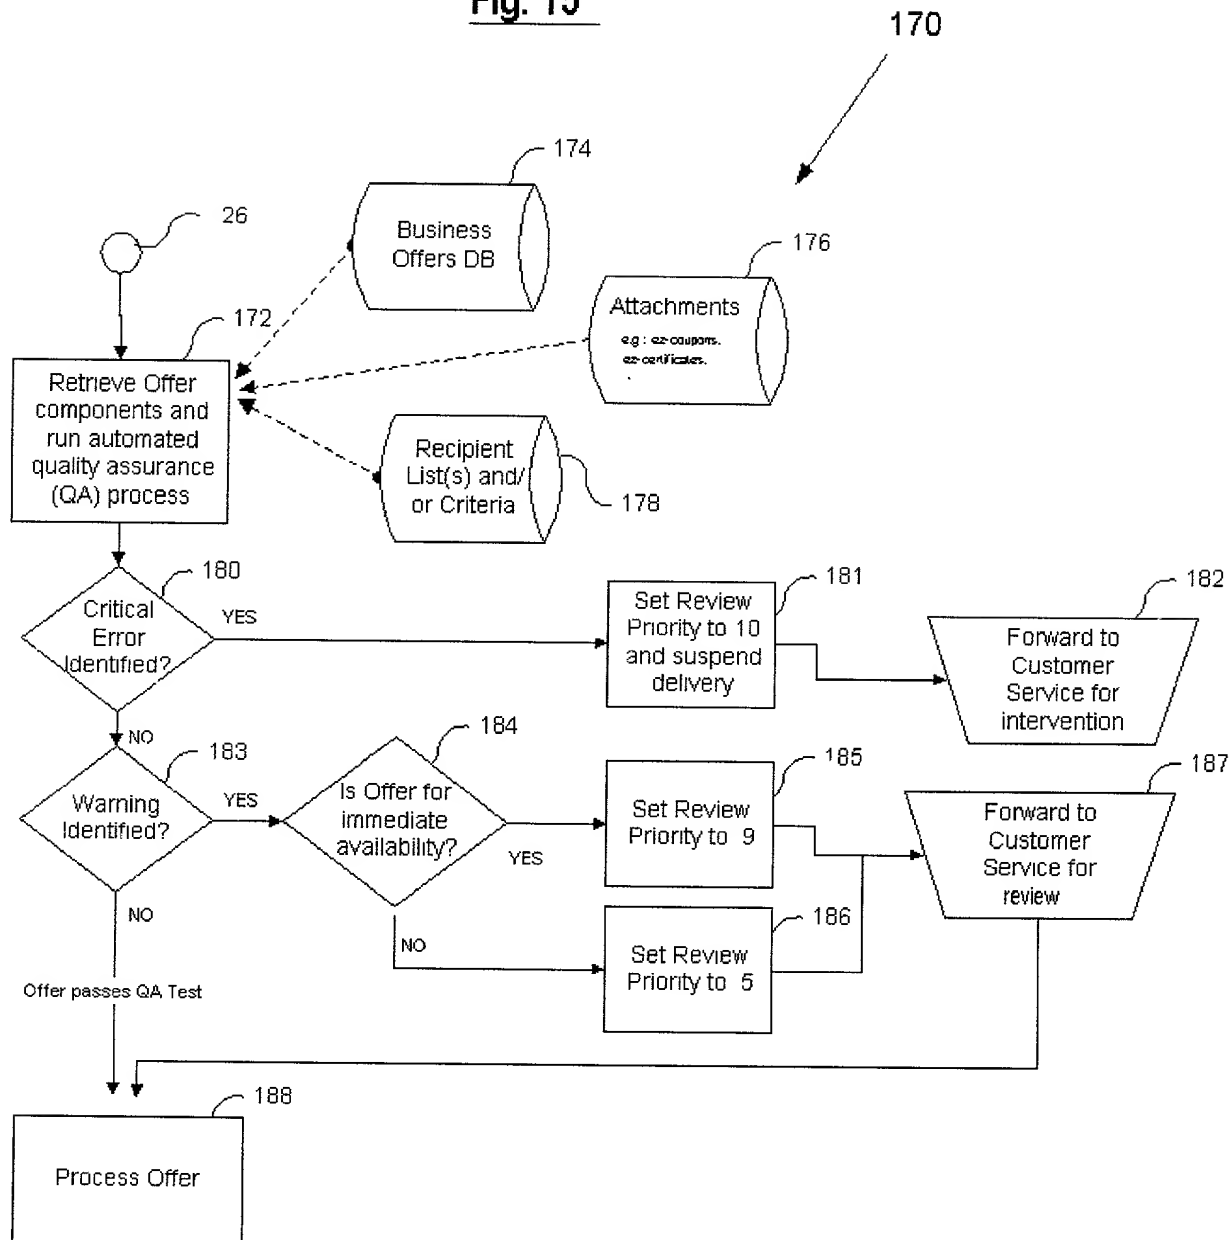 Fig. 15
170
174
Business
Offers DB
26
176
Attachments
e.g : ez-coupons.
ez-certificates.
172
Retrieve Offer
components and
run automated
quality assurance
(QA) process
Recipient
List(s) and/
or Criteria
178
180
Critical
Error
Identified?
YES
181
Set Review
Priority to 10
and suspend
delivery
182
Forward to
Customer
Service for
intervention
NO
183
Warning
Identified?
YES
184
Is Offer for
immediate
availability?
YES
185
Set Review
Priority to 9
187
Forward to
Customer
Service for
review
NO
NO
186
Set Review
Priority to 5
Offer passes QA Test
188
Process Offer